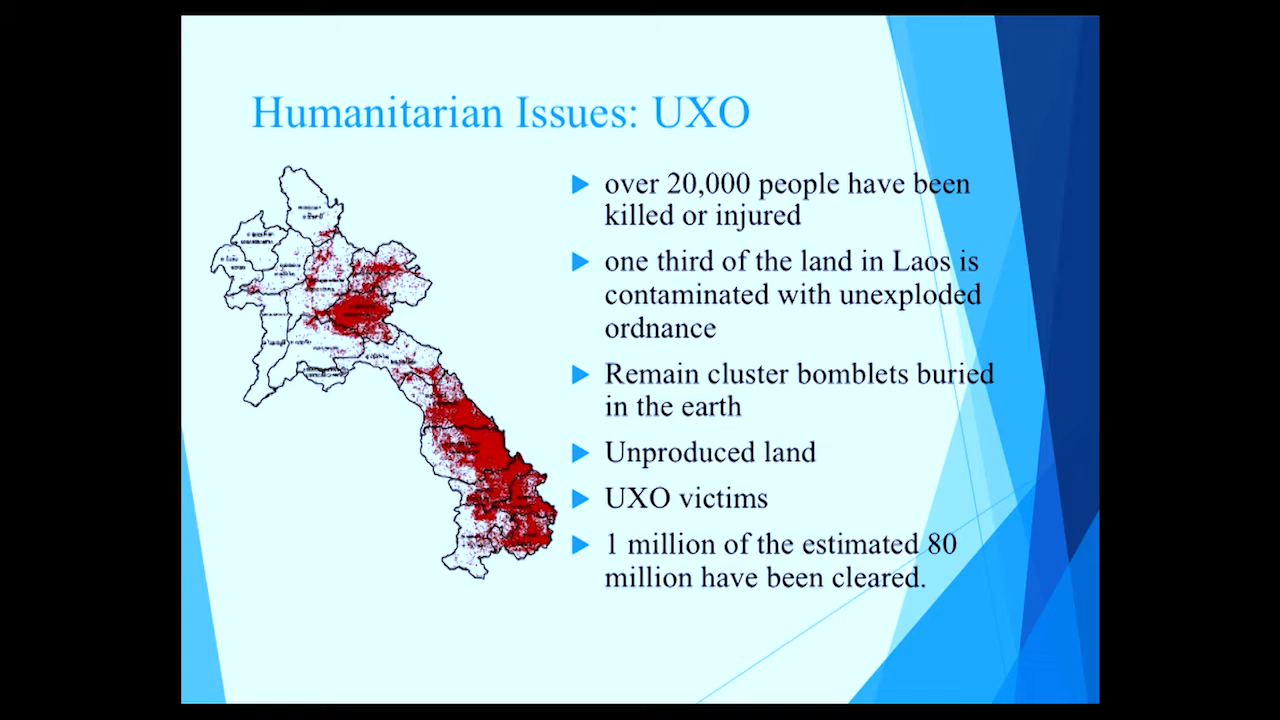 Humanitarian Issues: UXO
over 20,000 people have been
killed or injured
one third of the land in Laos is
contaminated with unexploded
ordnance
Remain cluster bomblets buried
in the earth
Unproduced land
UXO victims
1 million of the estimated 80
million have been cleared.